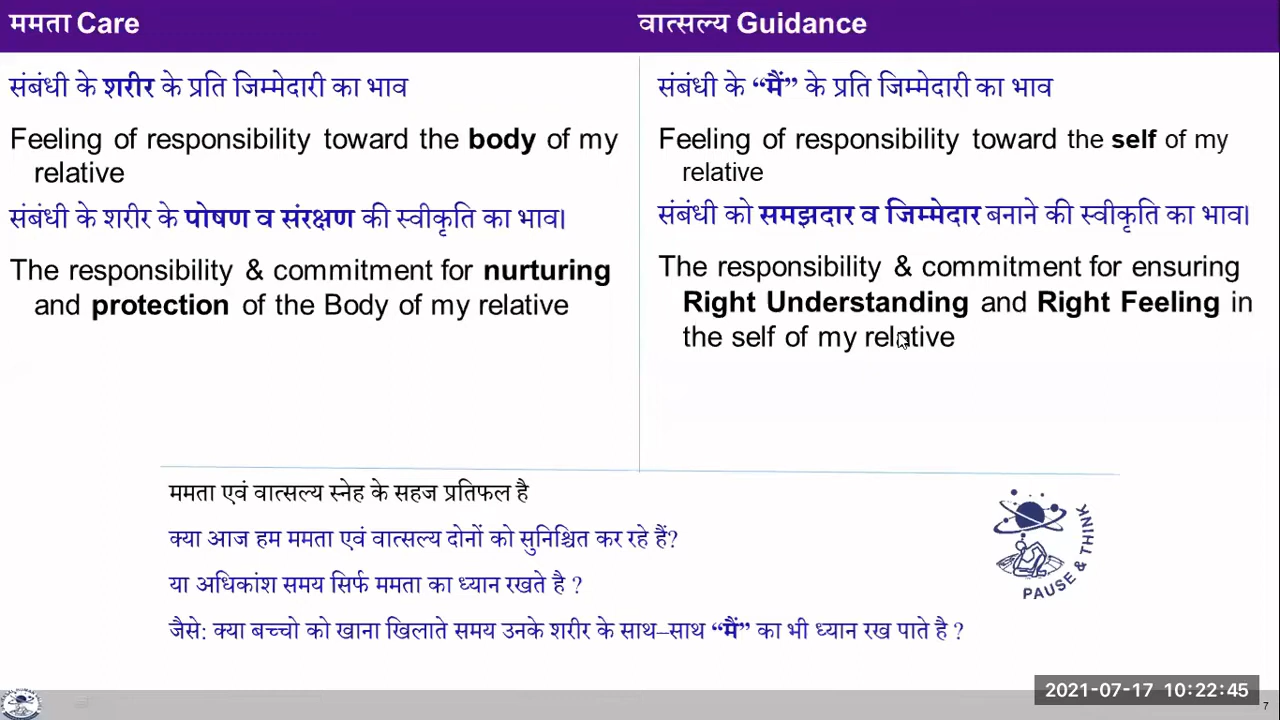 ममता Care
वात्सल्य Guidance
संबंधी के शरीर के प्रति जिम्मेदारी का भाव
Feeling of responsibility toward the body of my
relative
संबंधी के शरीर के पोषण व संरक्षण की स्वीकृति का भाव।
The responsibility & commitment for nurturing
and protection of the Body of my relative
संबंधी के “मैं” के प्रति जिम्मेदारी का भाव
Feeling of responsibility toward the self of my
relative
संबंधी को समझदार व जिम्मेदार बनाने की स्वीकृति का भाव।
The responsibility & commitment for ensuring
Right Understanding and Right Feeling in
the self of my relative
ममता एवं वात्सल्य स्नेह के सहज प्रतिफल है
क्या आज हम ममता एवं वात्सल्य दोनों को सुनिश्चित कर रहे हैं?
या अधिकांश समय सिर्फ ममता का ध्यान रखते है ?
जैसे: क्या बच्चो को खाना खिलाते समय उनके शरीर के साथ–साथ “मैं” का भी ध्यान रख पाते है ?
PAUSE & THINK
2021-07-17 10:22:45
7